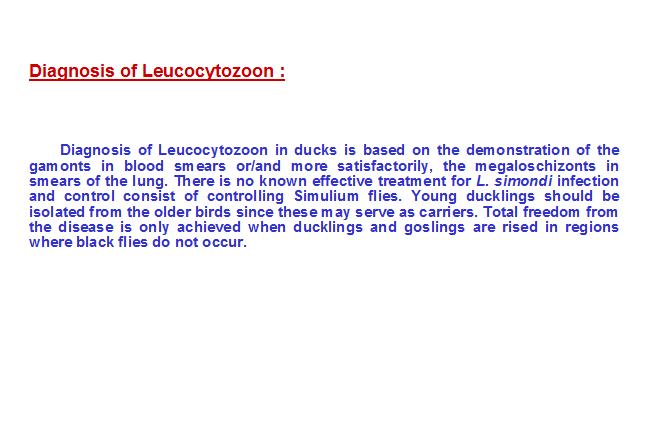 Diagnosis of Leucocytozoon :
Diagnosis of Leucocytozoon in ducks is based on the demonstration of the
gamonts in blood smears or/and more satisfactorily, the megaloschizonts in
smears of the lung. There is no known effective treatment for L. simondi infection
and control consist of controlling Simulium flies. Young ducklings should be
isolated from the older birds since these may serve as carriers. Total freedom from
the disease is only achieved when ducklings and goslings are rised in regions
where black flies do not occur.